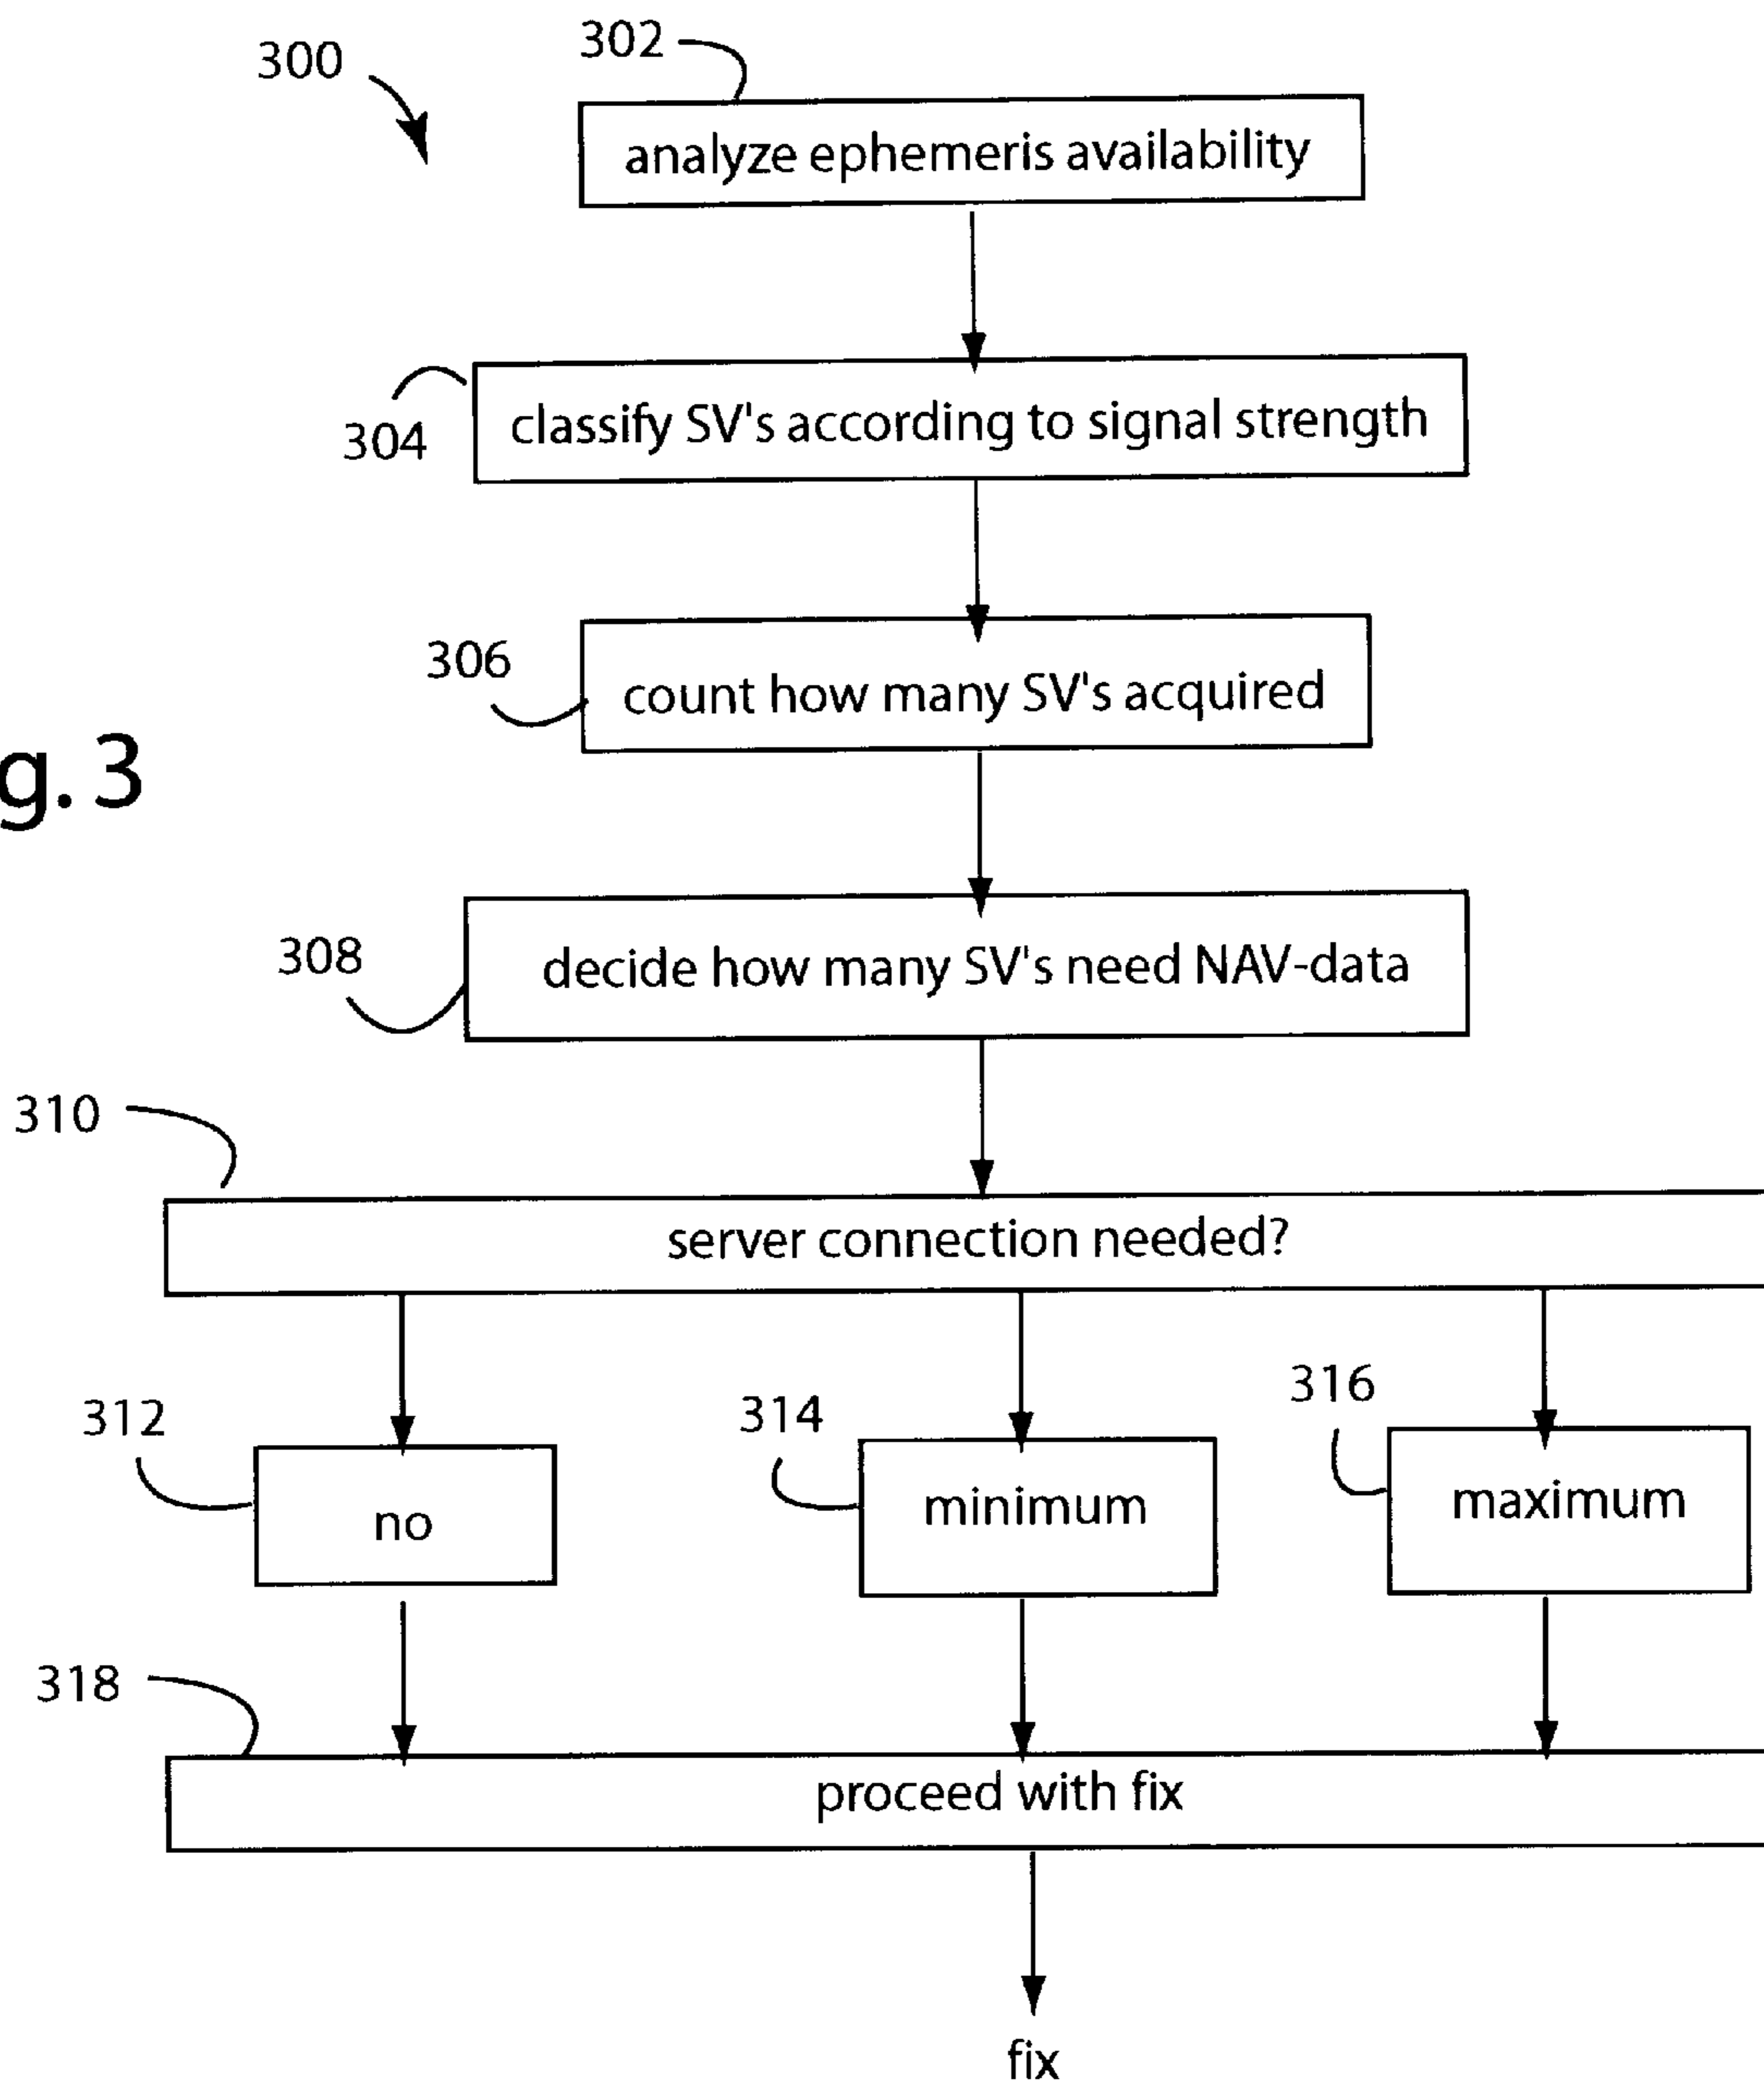 302
300
analyze ephemeris availability
304
classify SV's according to signal strength
306
count how many SV's acquired
g. 3
308
decide how many SV's need NAV-data
310
server connection needed?
312
314
316
no
minimum
maximum
318
proceed with fix
fix